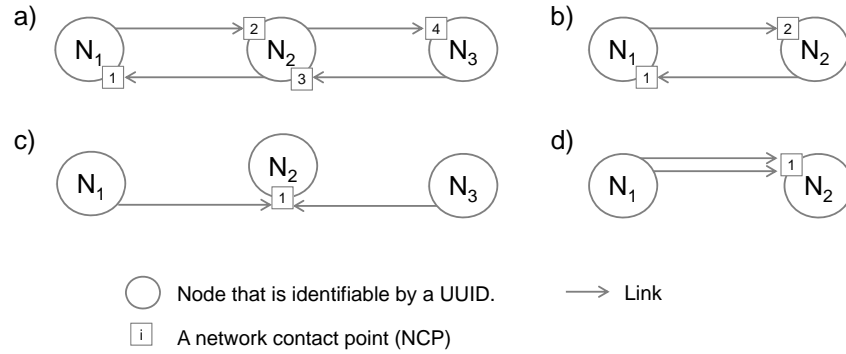 a)
N1 1 2 N2 3 4 N3
b)
N1 1 2 N2
c)
N1 N2 1 N3
d)
N1 1 N2
Node that is identifiable by a UUID.
Link
i A network contact point (NCP)